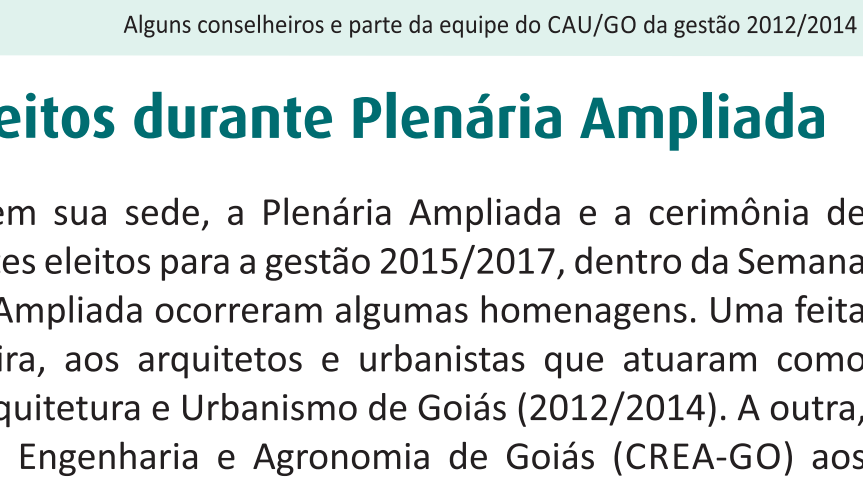 Alguns conselheiros e parte da equipe do CAU/GO da gestão 2012/2014
eitos durante Plenária Ampliada
em sua sede, a Plenária Ampliada e a cerimônia de
es eleitos para a gestão 2015/2017, dentro da Semana
Ampliada ocorreram algumas homenagens. Uma feita
ira, aos arquitetos e urbanistas que atuaram como
quitetura e Urbanismo de Goiás (2012/2014). A outra,
Engenharia e Agronomia de Goiás (CREA-GO) aos